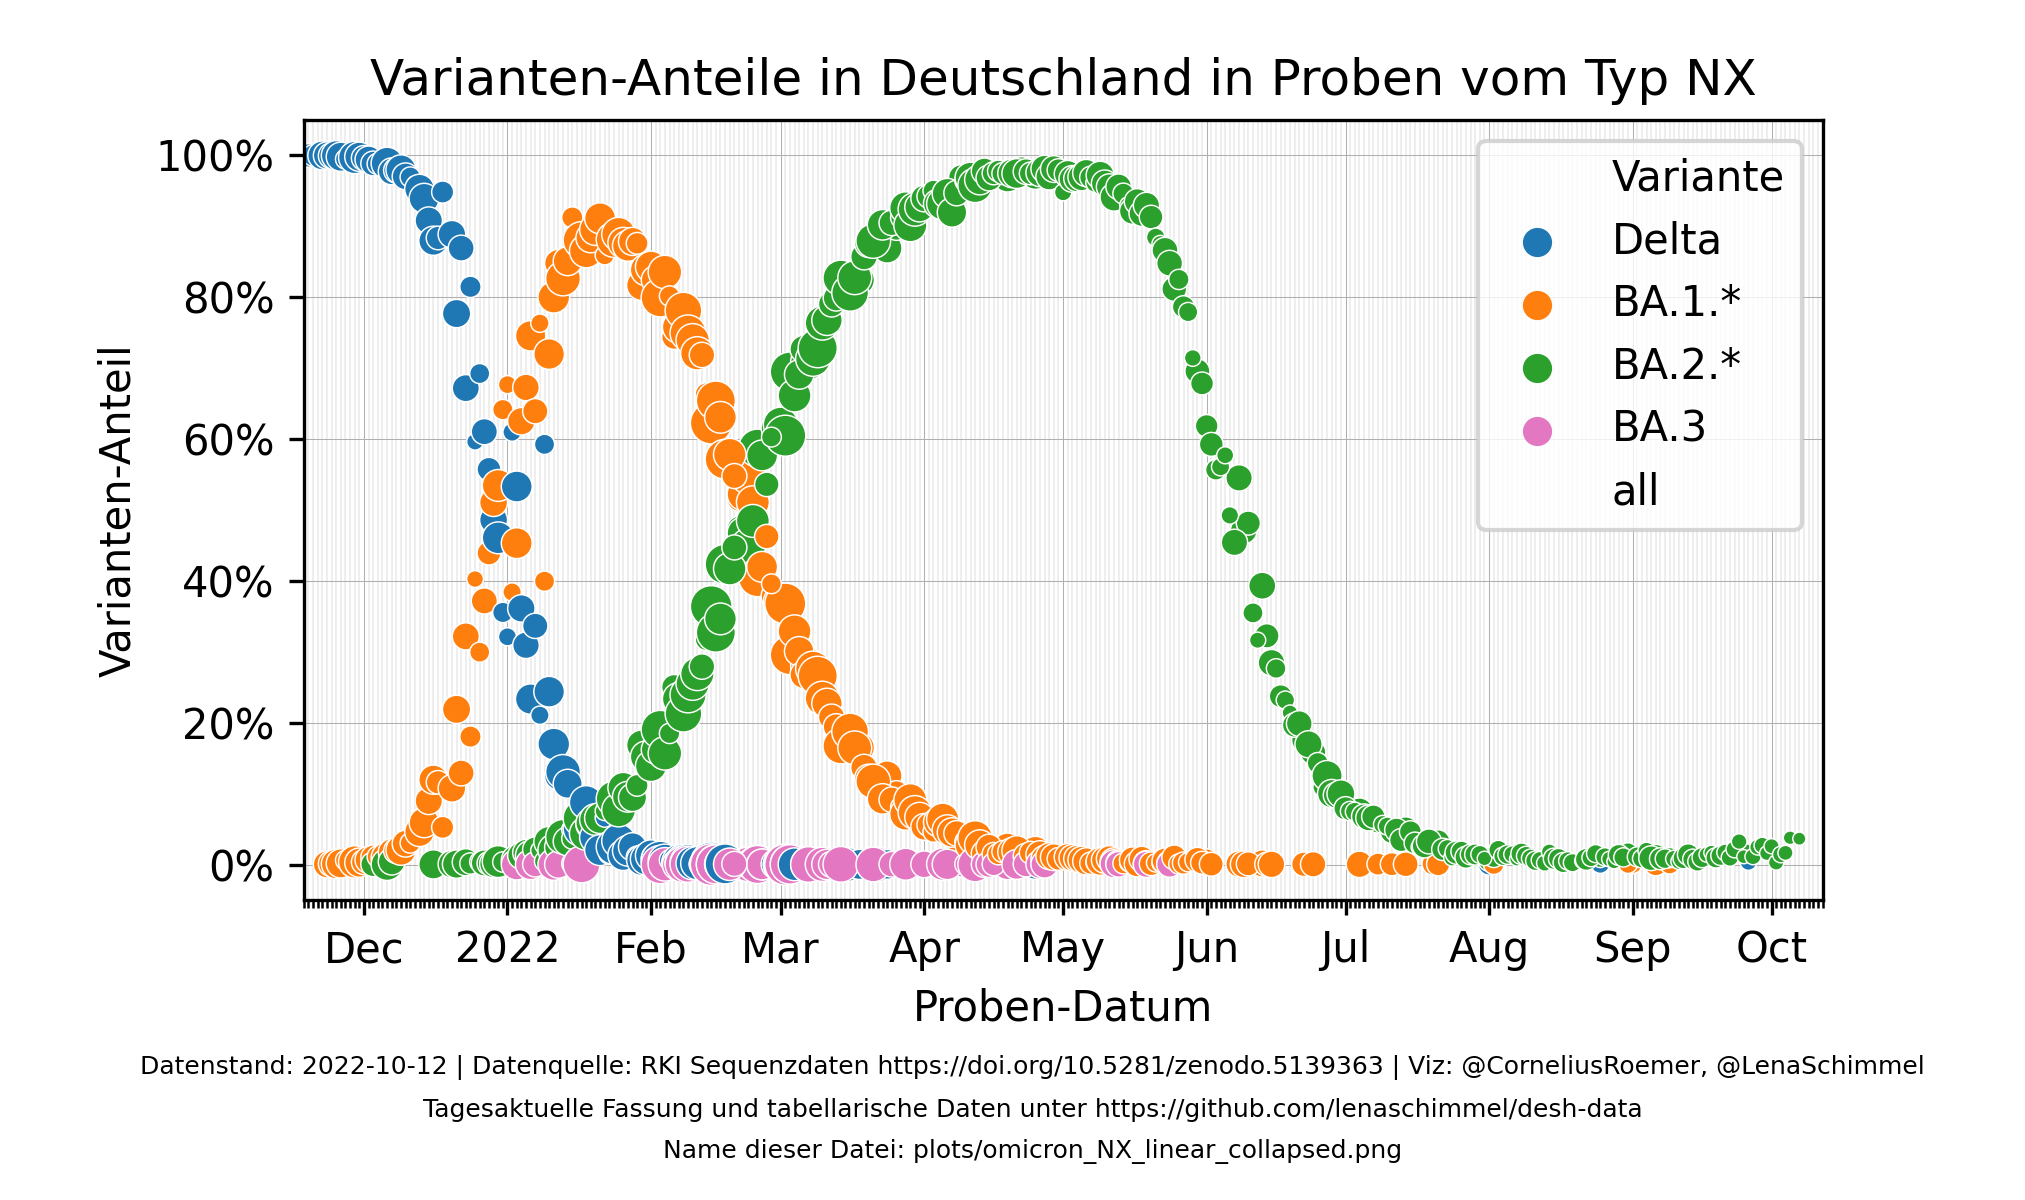 Varianten-Anteile in Deutschland in Proben vom Typ NX
Varianten-Anteil
100%
80%
60%
40%
20%
0%
Variante
Delta
BA.1.*
BA.2.*
BA.3
all
Dec 2022 Feb Mar Apr May Jun Jul Aug Sep Oct
Proben-Datum
Datenstand: 2022-10-12 | Datenquelle: RKI Sequenzdaten https://doi.org/10.5281/zenodo.5139363 | Viz: @CorneliusRoemer, @LenaSchimmel
Tagesaktuelle Fassung und tabellarische Daten unter https://github.com/lenaschimmel/desh-data
Name dieser Datei: plots/omicron_NX_linear_collapsed.png